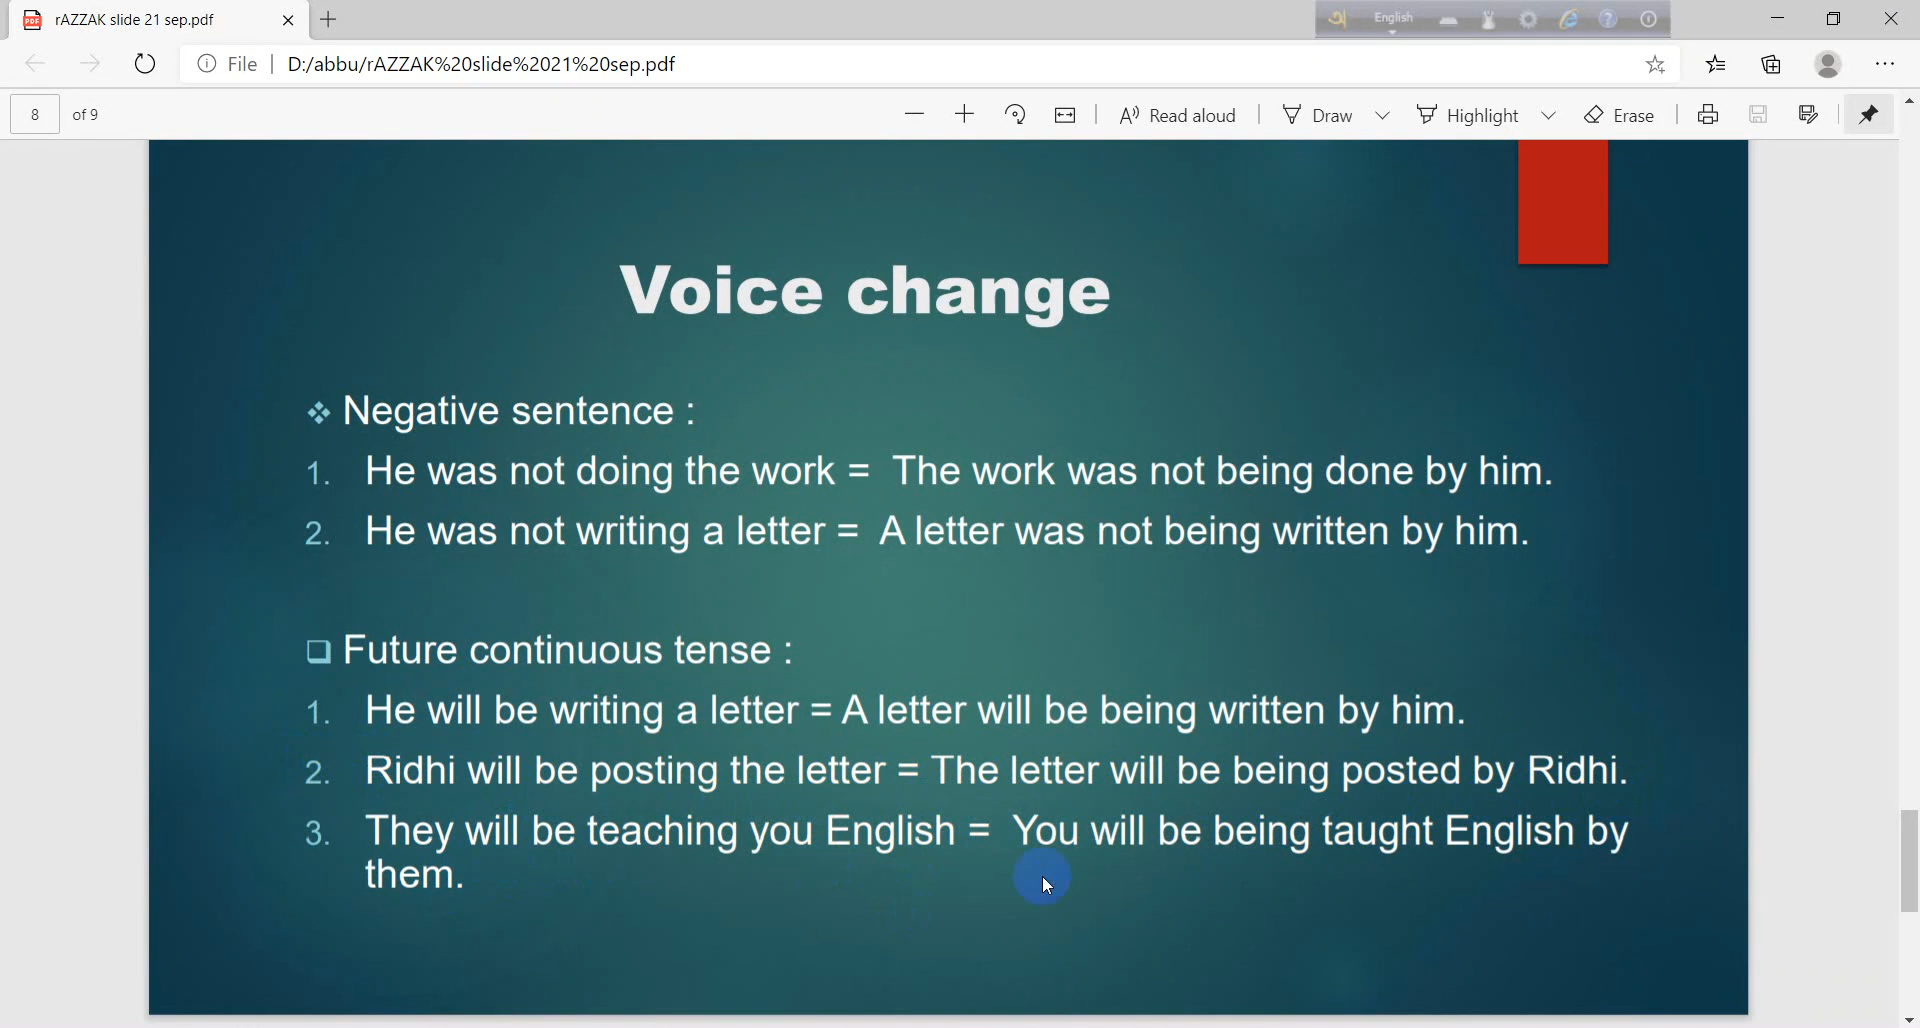 rAZZAK slide 21 sep.pdf
English
File
D:/abbu/rAZZAK%20slide%2021%20sep.pdf
8 of 9
Read aloud
Draw
Highlight
Erase
Voice change
❖ Negative sentence :
1. He was not doing the work = The work was not being done by him.
2. He was not writing a letter = A letter was not being written by him.
❑ Future continuous tense :
1. He will be writing a letter = A letter will be being written by him.
2. Ridhi will be posting the letter = The letter will be being posted by Ridhi.
3. They will be teaching you English = You will be being taught English by
them.